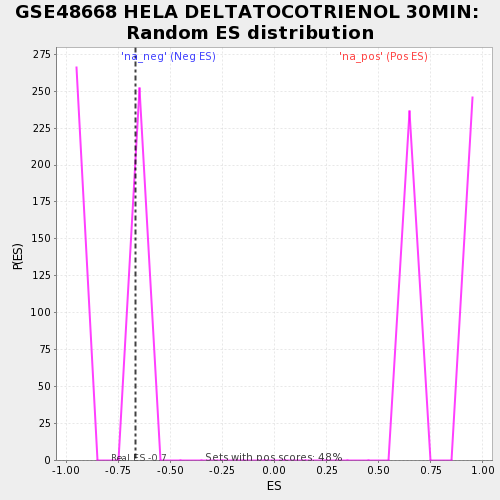 GSE48668 HELA DELTATOCOTRIENOL 30MIN:
Random ES distribution
'na_neg' (Neg ES) 'na_pos' (Pos ES)
275
250
225
200
175
150
125
100
75
50
25
0
P(ES)
Real ES -0.7 Sets with pos scores: 48%
-1.00 -0.75 -0.50 -0.25 0.00 0.25 0.50 0.75 1.00
ES